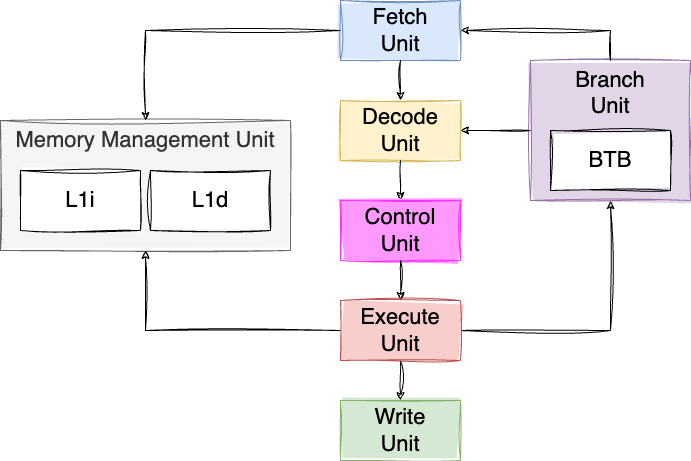 Fetch
Unit
Branch
Unit
BTB
Decode
Unit
Memory Management Unit
L1i
L1d
Control
Unit
Execute
Unit
Write
Unit